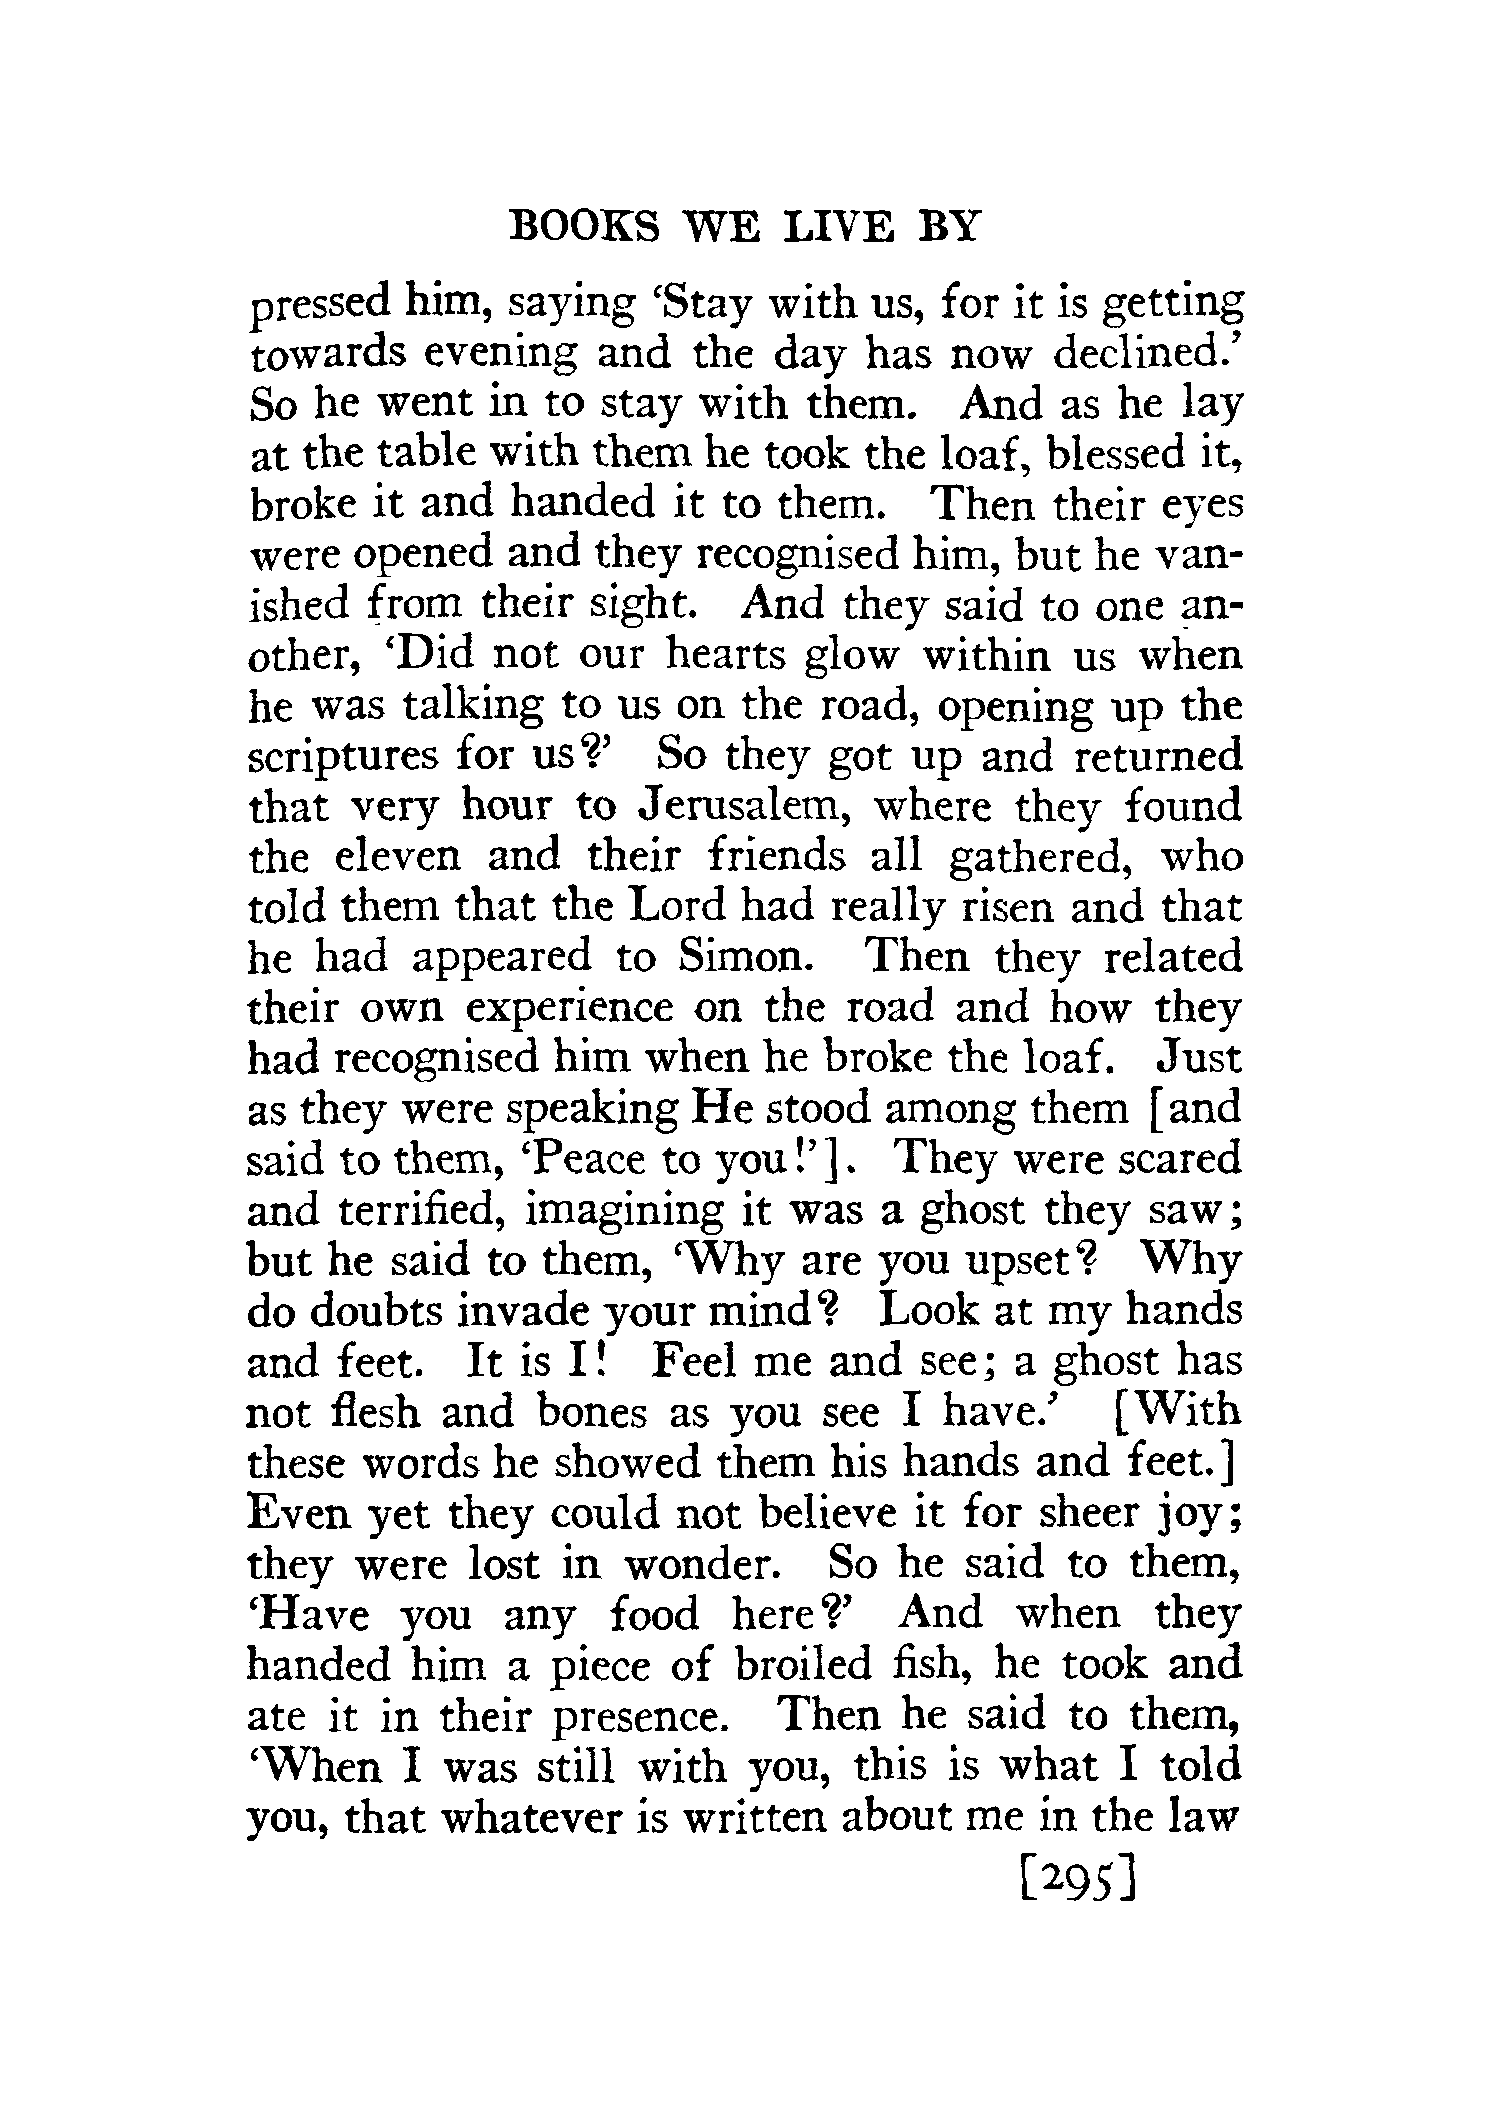 BOOKS WE LIVE BY
pressed him, saying ‘Stay with us, for it is getting
towards evening and the day has now declined.’
So he went in to stay with them. And as he lay
at the table with them he took the loaf, blessed it,
broke it and handed it to them. Then their eyes
were opened and they recognised him, but he van-
ished from their sight. And they said to one an-
other, ‘Did not our hearts glow within us when
he was talking to us on the road, opening up the
scriptures for us?’ So they got up and returned
that very hour to Jerusalem, where they found
the eleven and their friends all gathered, who
told them that the Lord had really risen and that
he had appeared to Simon. Then they related
their own experience on the road and how they
had recognised him when he broke the loaf. Just
as they were speaking He stood among them [and
said to them, ‘Peace to you!’]. They were scared
and terrified, imagining it was a ghost they saw;
but he said to them, ‘Why are you upset? Why
do doubts invade your mind? Look at my hands
and feet. It is I! Feel me and see; a ghost has
not flesh and bones as you see I have.’ [With
these words he showed them his hands and feet.]
Even yet they could not believe it for sheer joy;
they were lost in wonder. So he said to them,
‘Have you any food here?’ And when they
handed him a piece of broiled fish, he took and
ate it in their presence. Then he said to them,
‘When I was still with you, this is what I told
you, that whatever is written about me in the law
[295]